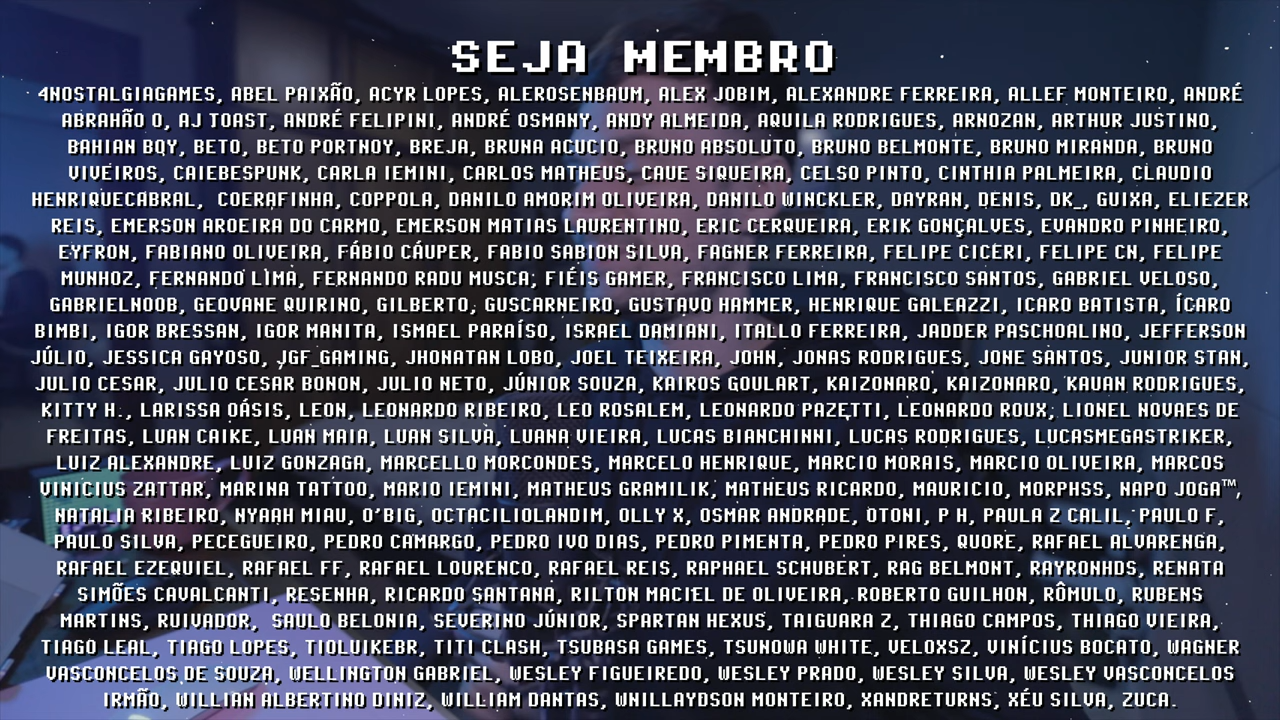 SEJA MEMBRO
4NOSTALGIAGAMES, ABEL PAIXÃO, ACYR LOPES, ALEROSENBAUM, ALEX JOBIM, ALEXANDRE FERREIRA, ALLEF MONTEIRO, ANDRÉ
ABRAHÃO O, AJ TOAST, ANDRÉ FELIPINI, ANDRÉ OSMANY, ANDY ALMEIDA, AQUILA RODRIGUES, ARNOZAN, ARTHUR JUSTINO,
BAHIAN BQY, BETO, BETO PORTNOY, BREJA, BRUNA ACUCIO, BRUNO ABSOLUTO, BRUNO BELMONTE, BRUNO MIRANDA, BRUNO
VIVEIROS, CAIEBESPUNK, CARLA IEMINI, CARLOS MATHEUS, CAVE SIQUEIRA, CELSO PINTO, CINTHIA PALMEIRA, CLAUDIO
HENRIQUECABRAL, COERAFINHA, COPPOLA, DANILO AMORIM OLIVEIRA, DANILO WINCKLER, DAYRAN, DENIS, DK_, GUIXA, ELIEZER
REIS, EMERSON AROEIRA DO CARMO, EMERSON MATIAS LAURENTINO, ERIC CERQUEIRA, ERIK GONÇALVES, EVANDRO PINHEIRO,
EYFRON, FABIANO OLIVEIRA, FÁBIO CÁUPER, FABIO SABION SILVA, FAGNER FERREIRA, FELIPE CICERI, FELIPE CN, FELIPE
MUNHOZ, FERNANDO LIMA, FERNANDO RADU MUSCA, FIÉIS GAMER, FRANCISCO LIMA, FRANCISCO SANTOS, GABRIEL VELOSO,
GABRIELNOOB, GEOVANE QUIRINO, GILBERTO, GUSCARNEIRO, GUSTAVO HAMMER, HENRIQUE GALEAZZI, ICARO BATISTA, ÍCARO
BIMBI, IGOR BRESSAN, IGOR MANITA, ISMAEL PARAÍSO, ISRAEL DAMIANI, ITALLO FERREIRA, JADDER PASCHOALINO, JEFFERSON
JÚLIO, JESSICA GAYOSO, JGF_GAMING, JHONATAN LOBO, JOEL TEIXEIRA, JOHN, JONAS RODRIGUES, JONE SANTOS, JUNIOR STAN,
JULIO CESAR, JULIO CESAR BONON, JULIO NETO, JÚNIOR SOUZA, KAIROS GOULART, KAIZONARO, KAIZONARO, KAUAN RODRIGUES,
KITTY H., LARISSA OÁSIS, LEON, LEONARDO RIBEIRO, LEO ROSALEM, LEONARDO PAZETTI, LEONARDO ROUX, LIONEL NOVAES DE
FREITAS, LUAN CAIKE, LUAN MAIA, LUAN SILVA, LUANA VIEIRA, LUCAS BIANCHINNI, LUCAS RODRIGUES, LUCASMEGASTRIKER,
LUIZ ALEXANDRE, LUIZ GONZAGA, MARCELLO MORCONDES, MARCELO HENRIQUE, MARCIO MORAIS, MARCIO OLIVEIRA, MARCOS
VINICIUS ZATTAR, MARINA TATTOO, MARIO IEMINI, MATHEUS GRAMILIK, MATHEUS RICARDO, MAURICIO, MORPHSS, NAPO JOGA™,
NATALIA RIBEIRO, NYAAH MIAU, O'BIG, OCTACILIOLANDIM, OLLY X, OSMAR ANDRADE, OTONI, P H, PAULA Z CALIL, PAULO F,
PAULO SILVA, PECEGUEIRO, PEDRO CAMARGO, PEDRO IVO DIAS, PEDRO PIMENTA, PEDRO PIRES, QUORE, RAFAEL ALVARENGA,
RAFAEL EZEQUIEL, RAFAEL FF, RAFAEL LOURENCO, RAFAEL REIS, RAPHAEL SCHUBERT, RAG BELMONT, RAYRONHDS, RENATA
SIMÕES CAVALCANTI, RESENHA, RICARDO SANTANA, RILTON MACIEL DE OLIVEIRA, ROBERTO GUILHON, RÔMULO, RUBENS
MARTINS, RUIVADOR, SAULO BELONIA, SEVERINO JÚNIOR, SPARTAN HEXUS, TAIGUARA Z, THIAGO CAMPOS, THIAGO VIEIRA,
TIAGO LEAL, TIAGO LOPES, TIOLUIKEBR, TITI CLASH, TSUBASA GAMES, TSUNOWA WHITE, VELOXSZ, VINÍCIUS BOCATO, WAGNER
VASCONCELOS DE SOUZA, WELLINGTON GABRIEL, WESLEY FIGUEIREDO, WESLEY PRADO, WESLEY SILVA, WESLEY VASCONCELOS
IRMÃO, WILLIAN ALBERTINO DINIZ, WILLIAM DANTAS, WNILLAYDSON MONTEIRO, XANDRETURNS, XÉU SILVA, ZUCA.